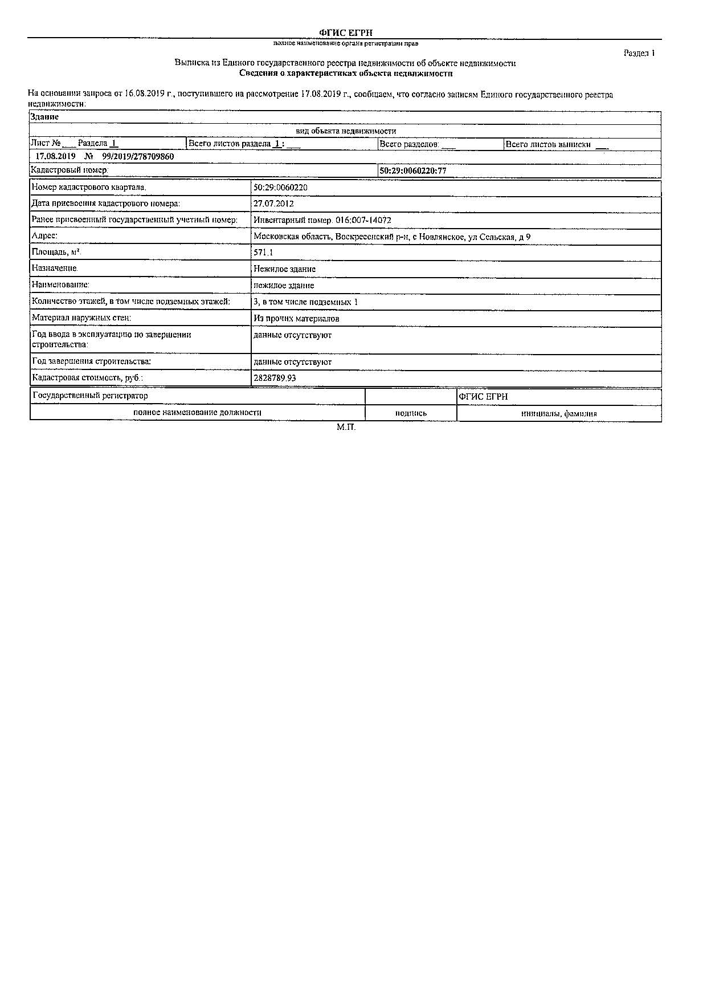 ФГИС ЕГРН
полное наименование органа регистрации прав
Раздел 1
Выписка из Единого государственного реестра недвижимости об объекте недвижимости
Сведения о характеристиках объекта недвижимости
На основании запроса от 16.08.2019 г., поступившего на рассмотрение 17.08.2019 г., сообщаем, что согласно записям Единого государственного реестра
недвижимости:
Здание
вид объекта недвижимости
Лист № ___ Раздела 1 Всего листов раздела 1 : ___ Всего разделов: ___ Всего листов выписки ___
17.08.2019 № 99/2019/278709860
Кадастровый номер: 50:29:0060220:77
Номер кадастрового квартала: 50:29:0060220
Дата присвоения кадастрового номера: 27.07.2012
Ранее присвоенный государственный учетный номер: Инвентарный номер: 016:007-14072
Адрес: Московская область, Воскресенский р-н, с Новлянское, ул Сельская, д 9
Площадь, м²: 571.1
Назначение: Нежилое здание
Наименование: нежилое здание
Количество этажей, в том числе подземных этажей: 3, в том числе подземных 1
Материал наружных стен: Из прочих материалов
Год ввода в эксплуатацию по завершении данные отсутствуют
строительства:
Год завершения строительства: данные отсутствуют
Кадастровая стоимость, руб.: 2828789.93
Государственный регистратор ФГИС ЕГРН
полное наименование должности подпись инициалы, фамилия
М.П.